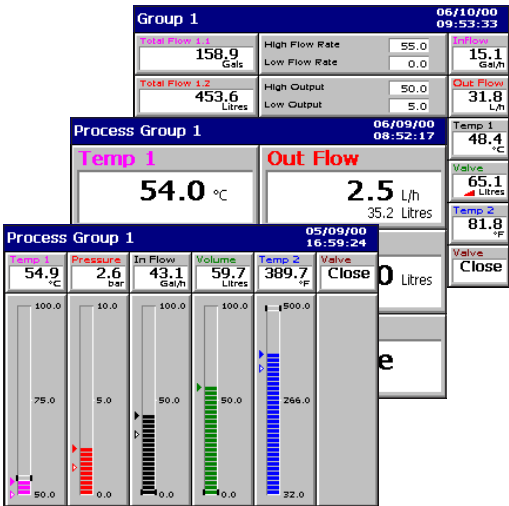 Group 1 06/10/00
09:53:33
Total Flow 1.1
158.9
Gals
High Flow Rate 55.0
Low Flow Rate 0.0
InFlow
15.1
Gal/h
Total Flow 1.2
453.6
Litres
High Output 50.0
Low Output 5.0
Out Flow
31.8
L/h
Temp 1
48.4
°C
Valve
65.1
Litres
Temp 2
81.8
°F
Valve
Close
Process Group 1 06/09/00
08:52:17
Temp 1
54.0 °C
Out Flow
2.5 L/h
35.2 Litres
0 Litres
e
Process Group 1 05/09/00
16:59:24
Temp 1 Pressure In Flow Volume Temp 2 Valve
54.9 2.6 43.1 59.7 389.7 Close
°C bar Gal/h Litres °F
100.0 10.0 100.0 100.0 500.0
75.0 5.0 50.0 50.0 266.0
50.0 0.0 0.0 0.0 32.0